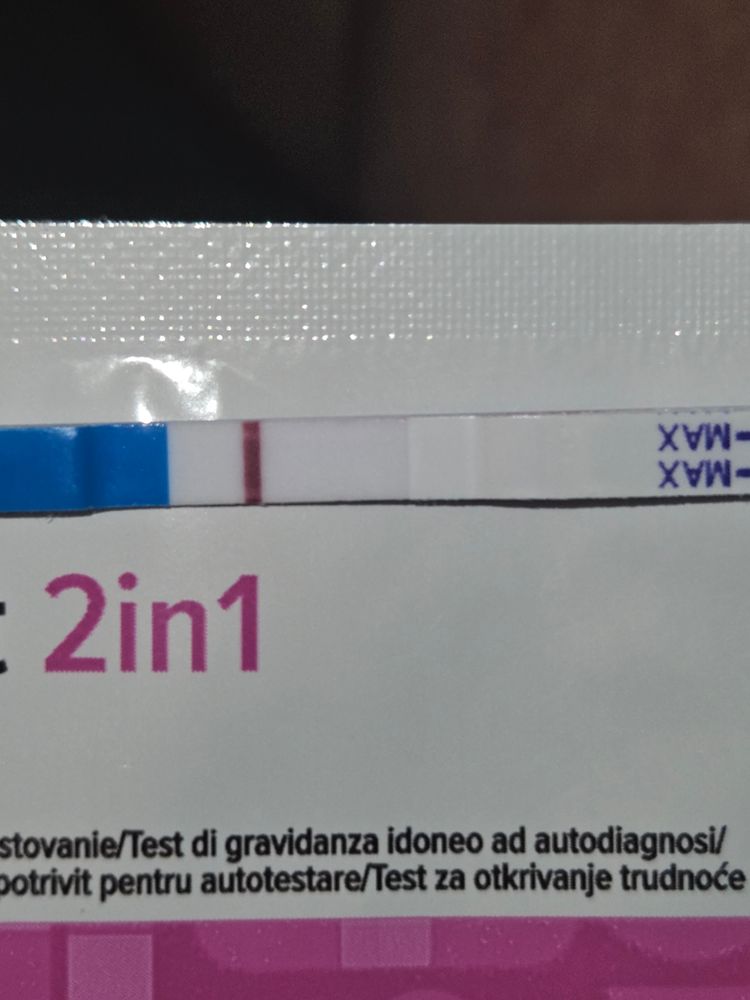 MAX
MAX
t 2in1
stovanie/Test di gravidanza idoneo ad autodiagnosi/
potrivit pentru autotestare/Test za otkrivanje trudnoće